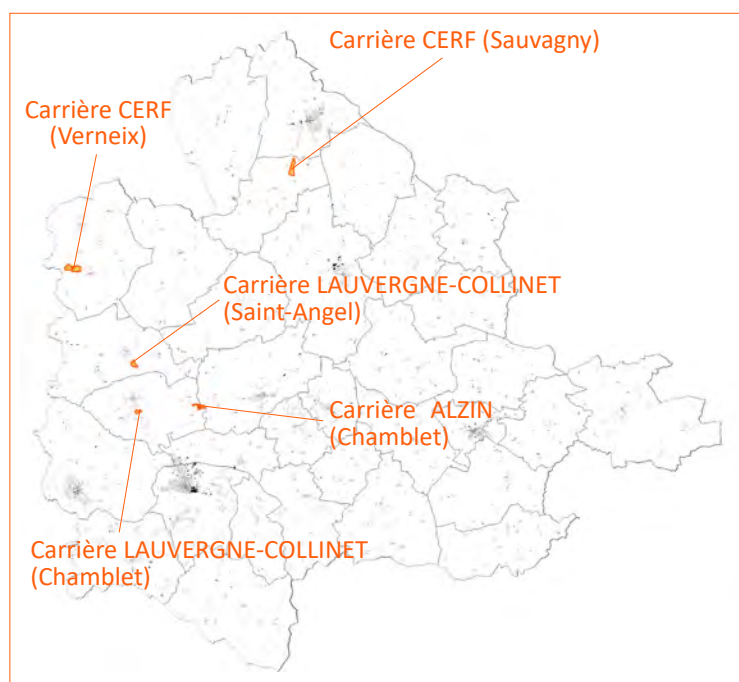 Carrière CERF (Sauvagny)
Carrière CERF
(Verneix)
Carrière LAUVERGNE-COLLINET
(Saint-Angel)
Carrière ALZIN
(Chamblet)
Carrière LAUVERGNE-COLLINET
(Chamblet)